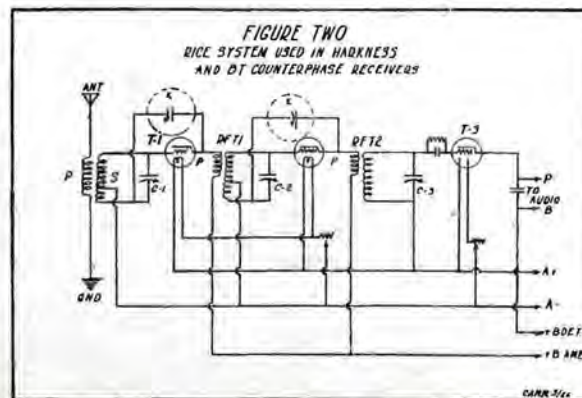 FIGURE TWO
RICE SYSTEM USED IN HARKNESS
AND BT COUNTERPHASE RECEIVERS
ANT
K
K
T-1
P
RFT1
P
RFT2
T-3
P
S
C-1
C-2
C-3
P
TO
AUDIO
B
GND
A+
A-
+B DET.
+B AMP.